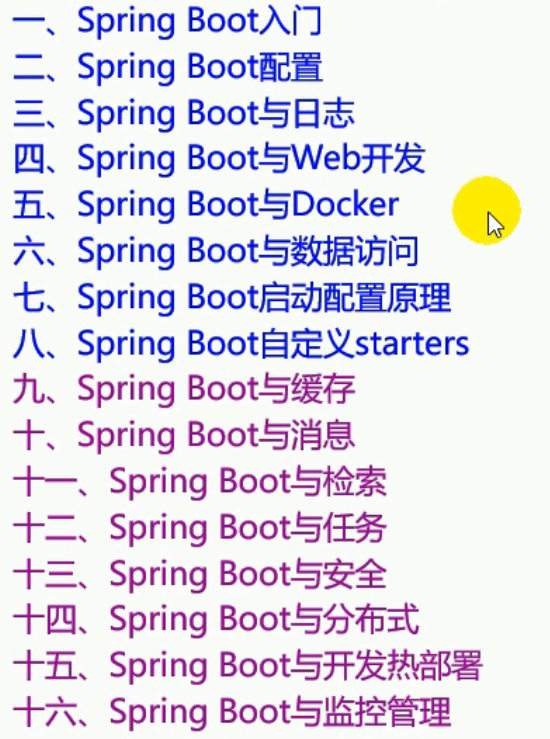 一、Spring Boot入门
二、Spring Boot配置
三、Spring Boot与日志
四、Spring Boot与Web开发
五、Spring Boot与Docker
六、Spring Boot与数据访问
七、Spring Boot启动配置原理
八、Spring Boot自定义starters
九、Spring Boot与缓存
十、Spring Boot与消息
十一、Spring Boot与检索
十二、Spring Boot与任务
十三、Spring Boot与安全
十四、Spring Boot与分布式
十五、Spring Boot与开发热部署
十六、Spring Boot与监控管理